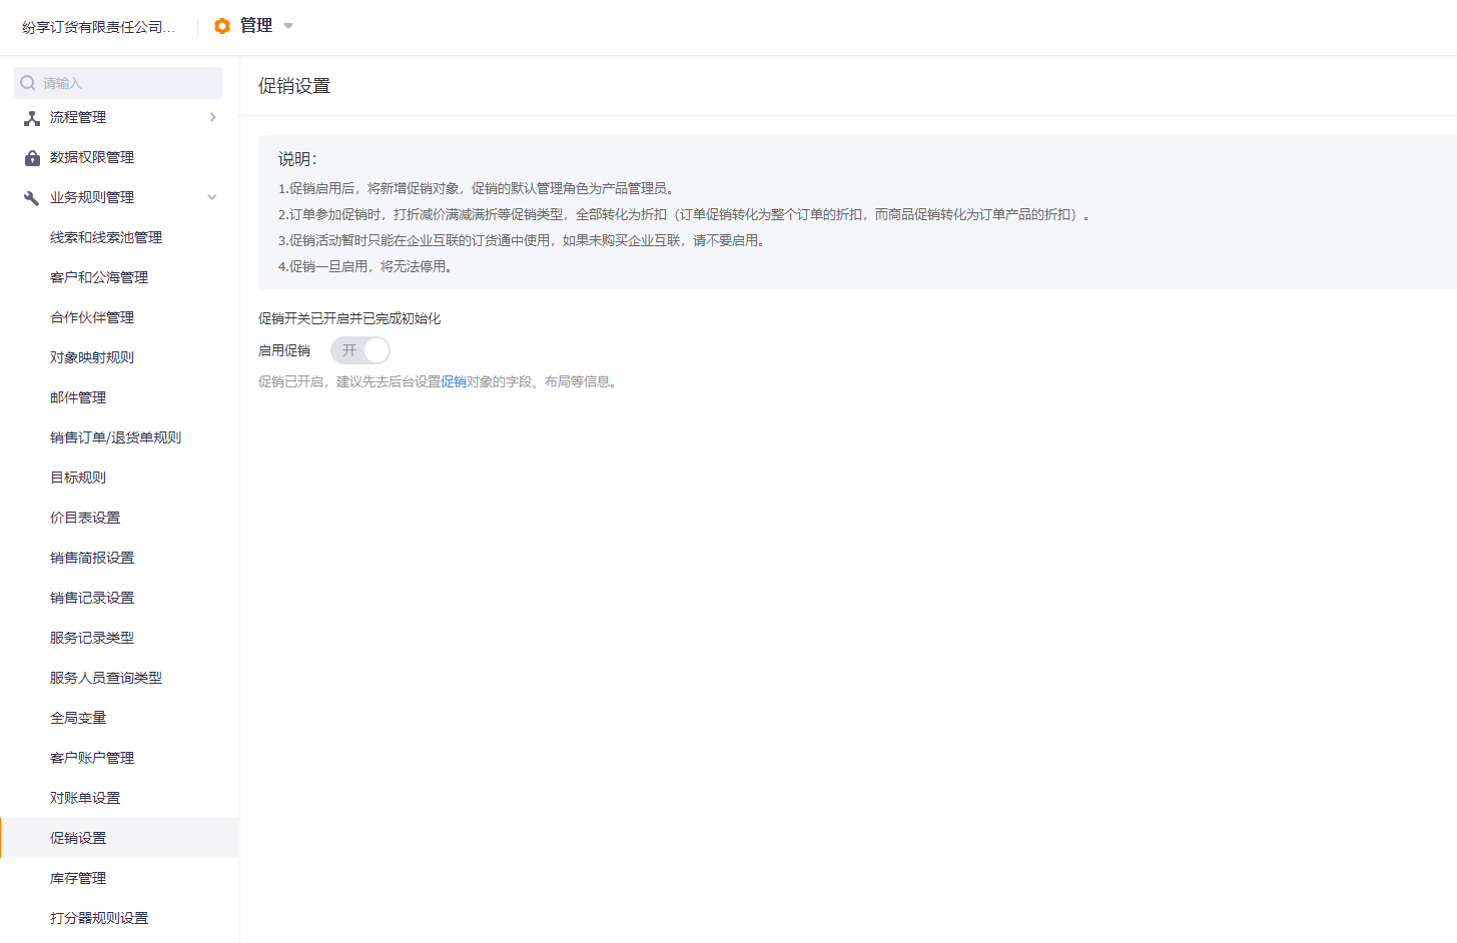 纷享订货有限责任公司...
管理
请输入
流程管理
数据权限管理
业务规则管理
线索和线索池管理
客户和公海管理
合作伙伴管理
对象映射规则
邮件管理
销售订单/退货单规则
目标规则
价目表设置
销售简报设置
销售记录设置
服务记录类型
服务人员查询类型
全局变量
客户账户管理
对账单设置
促销设置
库存管理
打分器规则设置
促销设置
说明：
1.促销启用后，将新增促销对象，促销的默认管理角色为产品管理员。
2.订单参加促销时，打折减价满减满折等促销类型，全部转化为折扣（订单促销转化为整个订单的折扣，而商品促销转化为订单产品的折扣）。
3.促销活动暂时只能在企业互联的订货通中使用，如果未购买企业互联，请不要启用。
4.促销一旦启用，将无法停用。
促销开关已开启并已完成初始化
启用促销 开
促销已开启，建议先去后台设置促销对象的字段、布局等信息。